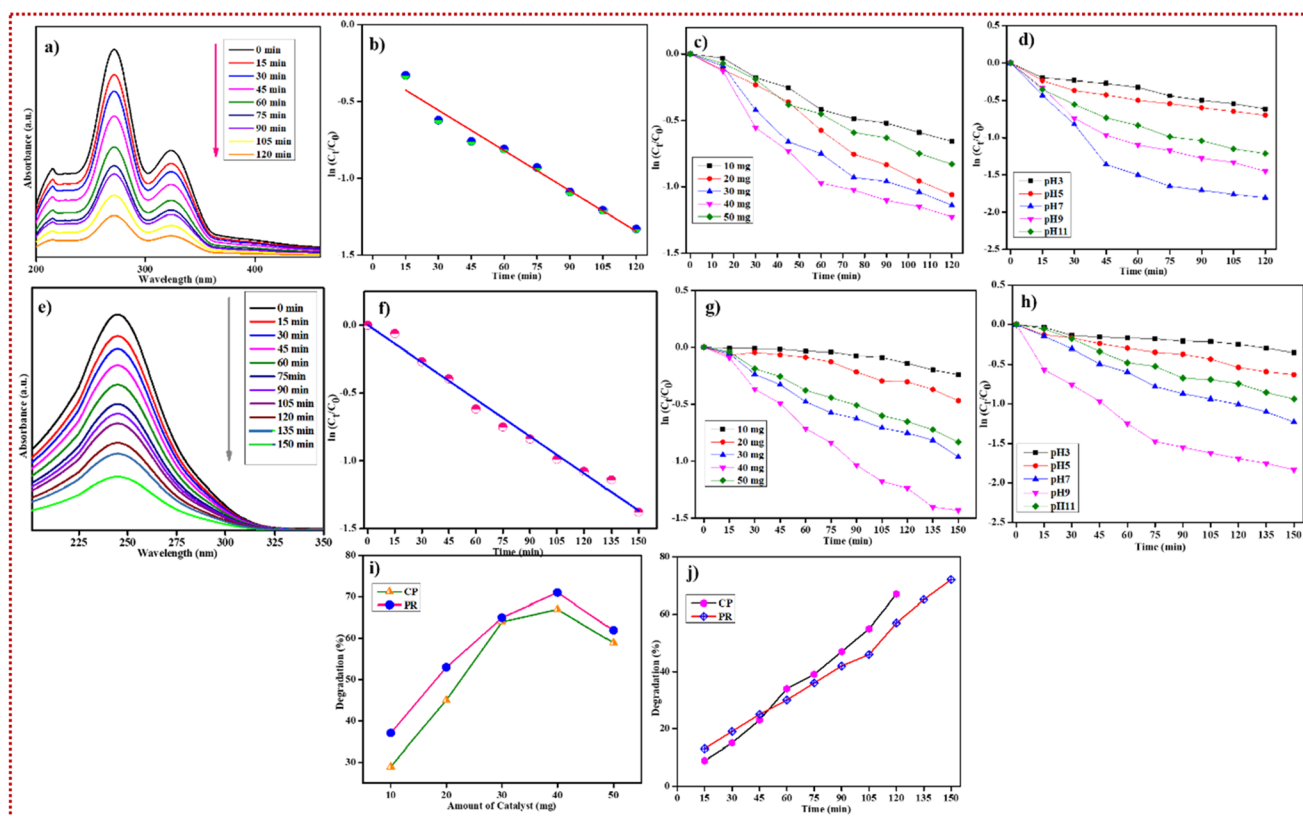 a)
0 min
15 min
30 min
45 min
60 min
75 min
90 min
105 min
120 min
Absorbance (a.u.)
200 300 400
Wavelength (nm)
b)
0.0
-0.5
-1.0
1.5
ln (Ct/C0)
0 15 30 45 60 75 90 105 120
Time (min)
c)
0.0
-0.5
-1.0
-1.5
ln (Ct/C0)
10 mg
20 mg
30 mg
40 mg
50 mg
0 10 20 30 40 50 60 70 80 90 100 110 120
Time (min)
d)
0.5
0.0
-0.5
-1.0
-1.5
-2.0
-2.5
ln (Ct/C0)
pH3
pH5
pH7
pH9
pH11
0 15 30 45 60 75 90 105 120
Time (min)
e)
0 min
15 min
30 min
45 min
60 min
75min
90 min
105 min
120 min
135 min
150 min
Absorbance (a.u.)
225 250 275 300 325 350
Wavelength (nm)
f)
0.0
-0.5
-1.0
-1.5
ln (Ct/C0)
0 15 30 45 60 75 90 105 120 135 150
Time (min)
g)
0.0
-0.5
-1.0
-1.5
ln (Ct/C0)
10 mg
20 mg
30 mg
40 mg
50 mg
0 15 30 45 60 75 90 105 120 135 150
Time (min)
h)
0.5
0.0
-0.5
-1.0
-1.5
-2.0
-2.5
ln (Ct/C0)
pH3
pH5
pH7
pH9
pH11
0 15 30 45 60 75 90 105 120 135 150
Time (min)
i)
CP
PR
80
70
60
50
40
30
Degradation (%)
10 20 30 40 50
Amount of Catalyst (mg)
j)
CP
PR
80
60
40
20
0
Degradation (%)
0 15 30 45 60 75 90 105 120 135 150
Time (min)